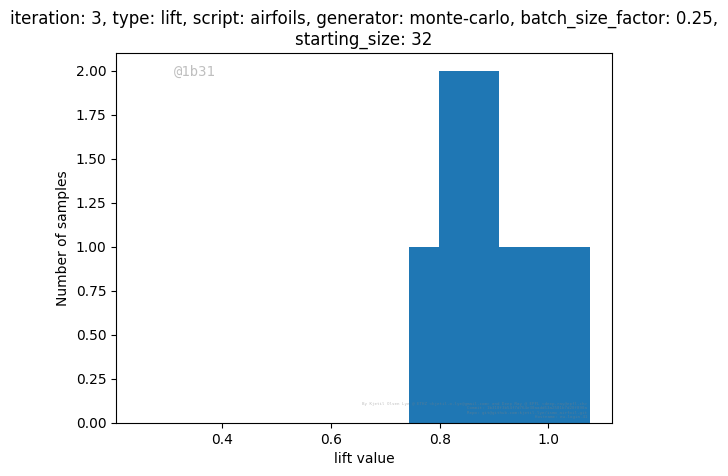 iteration: 3, type: lift, script: airfoils, generator: monte-carlo, batch_size_factor: 0.25,
starting_size: 32
@1b31
2.00
1.75
1.50
1.25
1.00
0.75
0.50
0.25
0.00
Number of samples
0.4
0.6
0.8
1.0
lift value